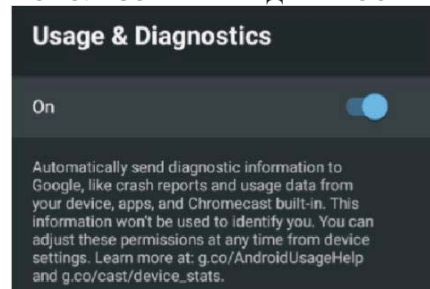 Usage & Diagnostics
On
Automatically send diagnostic information to
Google, like crash reports and usage data from
your device, apps, and Chromecast built-in. This
information won't be used to identify you. You can
adjust these permissions at any time from device
settings. Learn more at: g.co/AndroidUsageHelp
and g.co/cast/device_stats.